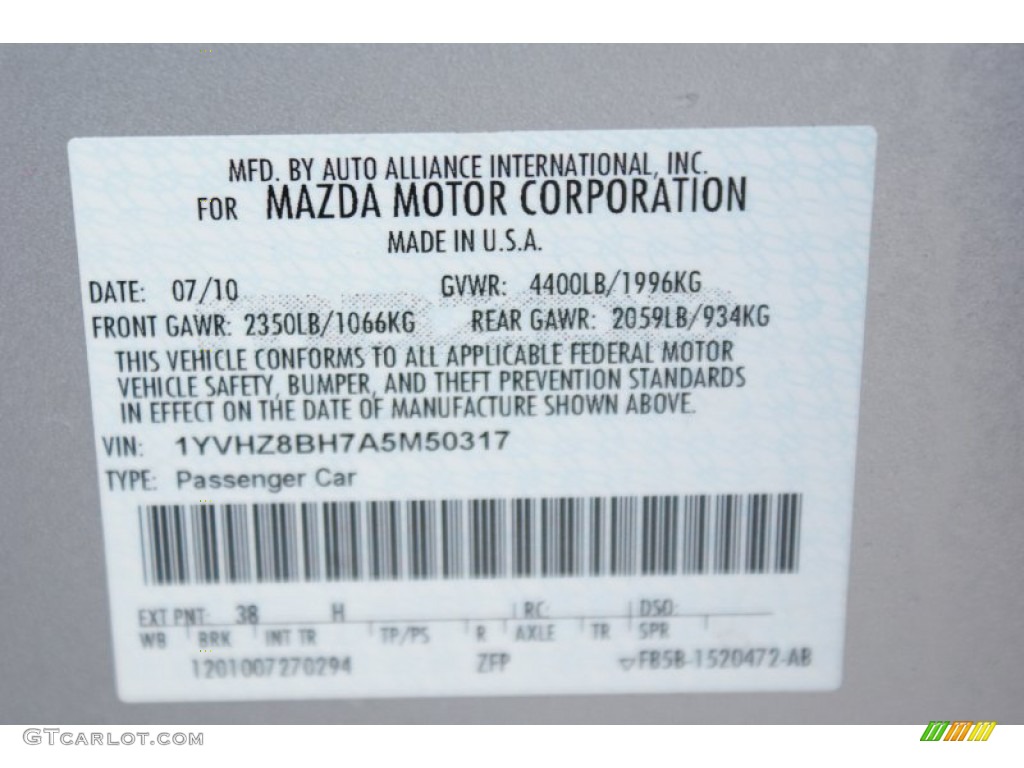 MFD. BY AUTO ALLIANCE INTERNATIONAL, INC.
FOR MAZDA MOTOR CORPORATION
MADE IN U.S.A.
DATE: 07/10 GVWR: 4400LB/1996KG
FRONT GAWR: 2350LB/1066KG REAR GAWR: 2059LB/934KG
THIS VEHICLE CONFORMS TO ALL APPLICABLE FEDERAL MOTOR
VEHICLE SAFETY, BUMPER, AND THEFT PREVENTION STANDARDS
IN EFFECT ON THE DATE OF MANUFACTURE SHOWN ABOVE.
VIN: 1YVHZ8BH7A5M50317
TYPE: Passenger Car
EXT PNT: 38 H RC: DSO:
WB BRK INT TR TP/PS R AXLE TR SPR
1201007270294 ZFP FB5B-1520472-AB
GTCARLOT.COM